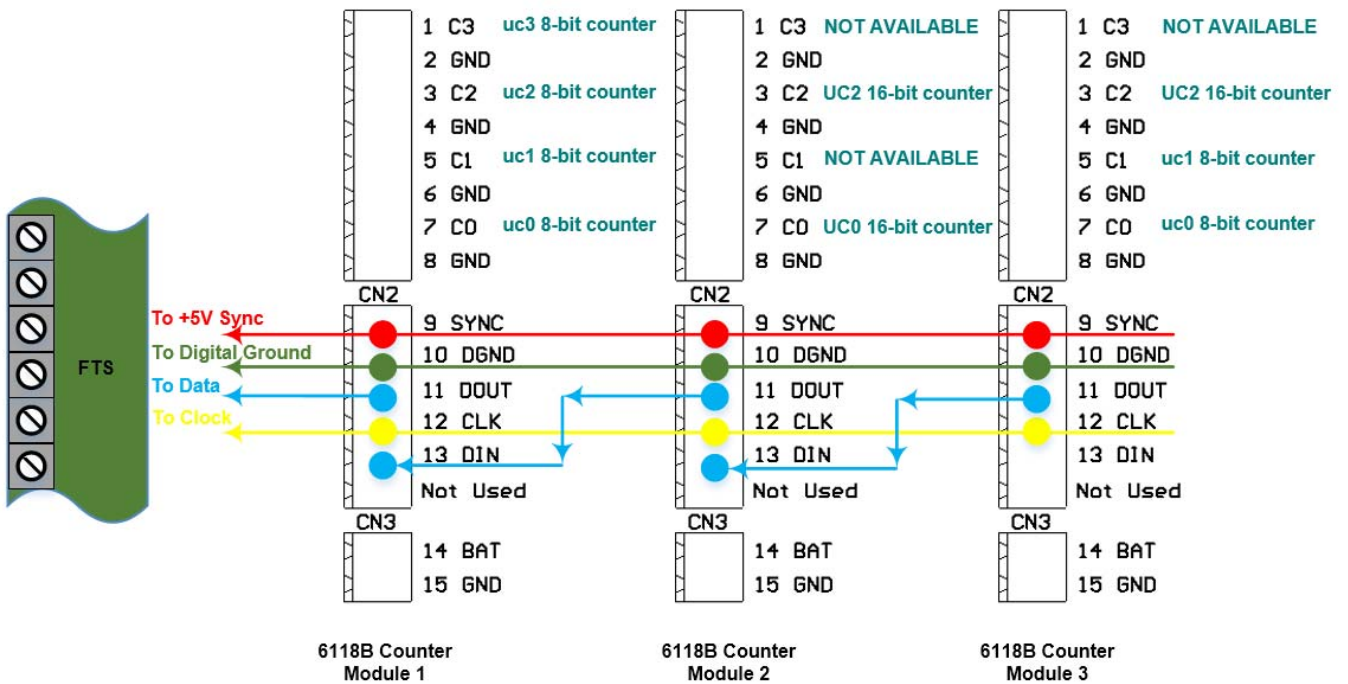 1 C3 uc3 8-bit counter
2 GND
3 C2 uc2 8-bit counter
4 GND
5 C1 uc1 8-bit counter
6 GND
7 C0 uc0 8-bit counter
8 GND
CN2
9 SYNC
10 DGND
11 DOUT
12 CLK
13 DIN
Not Used
CN3
14 BAT
15 GND
6118B Counter
Module 1
1 C3 NOT AVAILABLE
2 GND
3 C2 UC2 16-bit counter
4 GND
5 C1 NOT AVAILABLE
6 GND
7 C0 UC0 16-bit counter
8 GND
CN2
9 SYNC
10 DGND
11 DOUT
12 CLK
13 DIN
Not Used
CN3
14 BAT
15 GND
6118B Counter
Module 2
1 C3 NOT AVAILABLE
2 GND
3 C2 UC2 16-bit counter
4 GND
5 C1 uc1 8-bit counter
6 GND
7 C0 uc0 8-bit counter
8 GND
CN2
9 SYNC
10 DGND
11 DOUT
12 CLK
13 DIN
Not Used
CN3
14 BAT
15 GND
6118B Counter
Module 3
FTS
To +5V Sync
To Digital Ground
To Data
To Clock